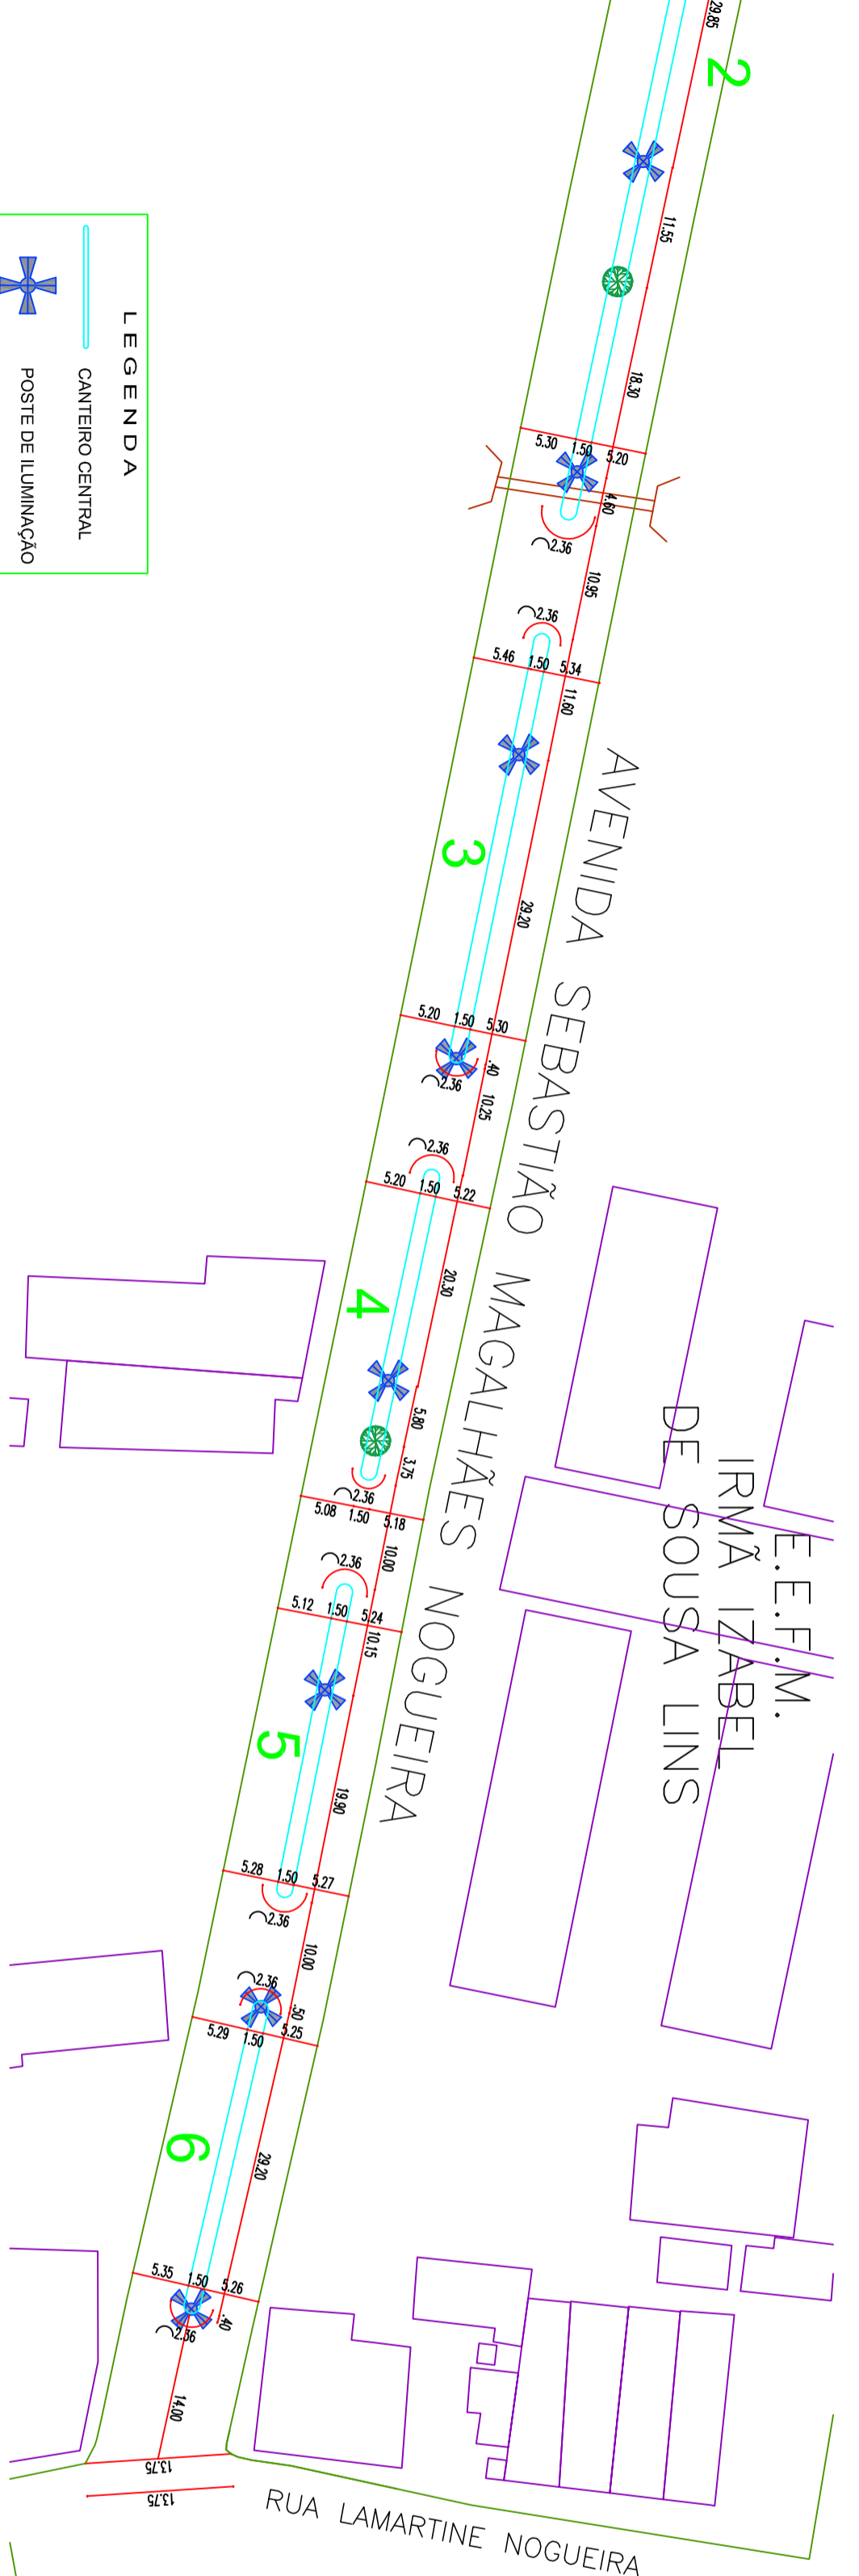 29.85
2
11.55
18.30
5.30 1.50 5.20
4.60
2.36
10.95
2.36
5.46 1.50 5.34
11.60
3
29.20
5.20 1.50 5.30
.40
2.36
10.25
2.36
5.20 1.50 5.22
20.30
4
5.80
3.75
2.36
5.08 1.50 5.18
10.00
2.36
5.12 1.50 5.24
10.15
5
19.90
5.28 1.50 5.27
2.36
10.00
2.36
.50
5.29 1.50 5.25
6
29.20
5.35 1.50 5.26
.40
2.36
14.00
13.75
13.75
AVENIDA SEBASTIÃO MAGALHÃES NOGUEIRA
E.E.F.M.
IRMÃ IZABEL
DE SOUSA LINS
RUA LAMARTINE NOGUEIRA
LEGENDA
CANTEIRO CENTRAL
POSTE DE ILUMINAÇÃO